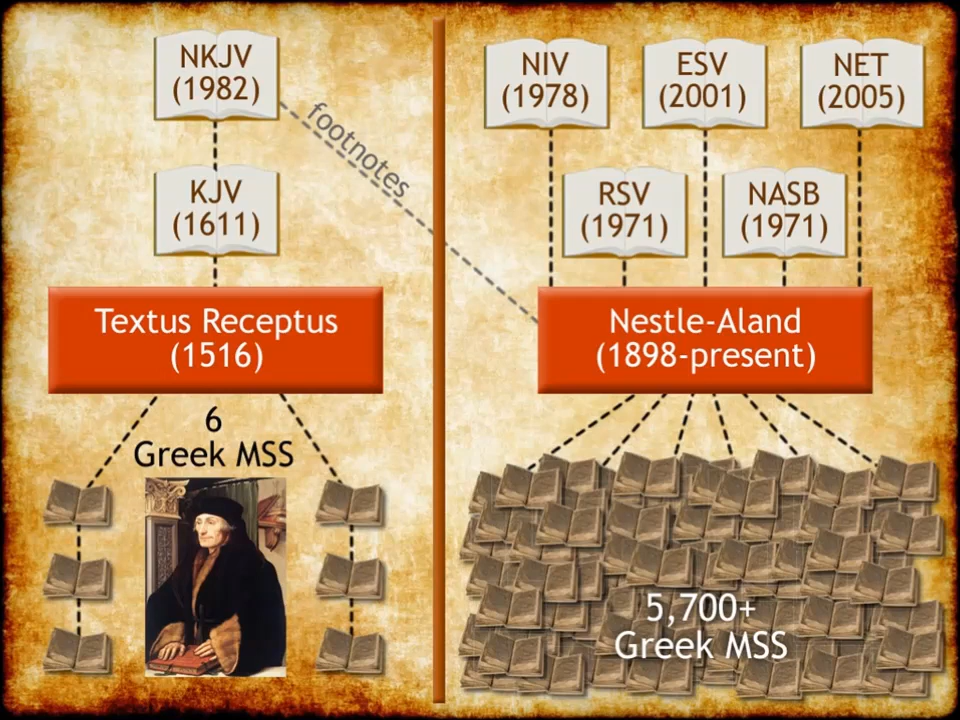 NKJV
(1982)
footnotes
KJV
(1611)
Textus Receptus
(1516)
6
Greek MSS
NIV
(1978)
ESV
(2001)
NET
(2005)
RSV
(1971)
NASB
(1971)
Nestle-Aland
(1898-present)
5,700+
Greek MSS